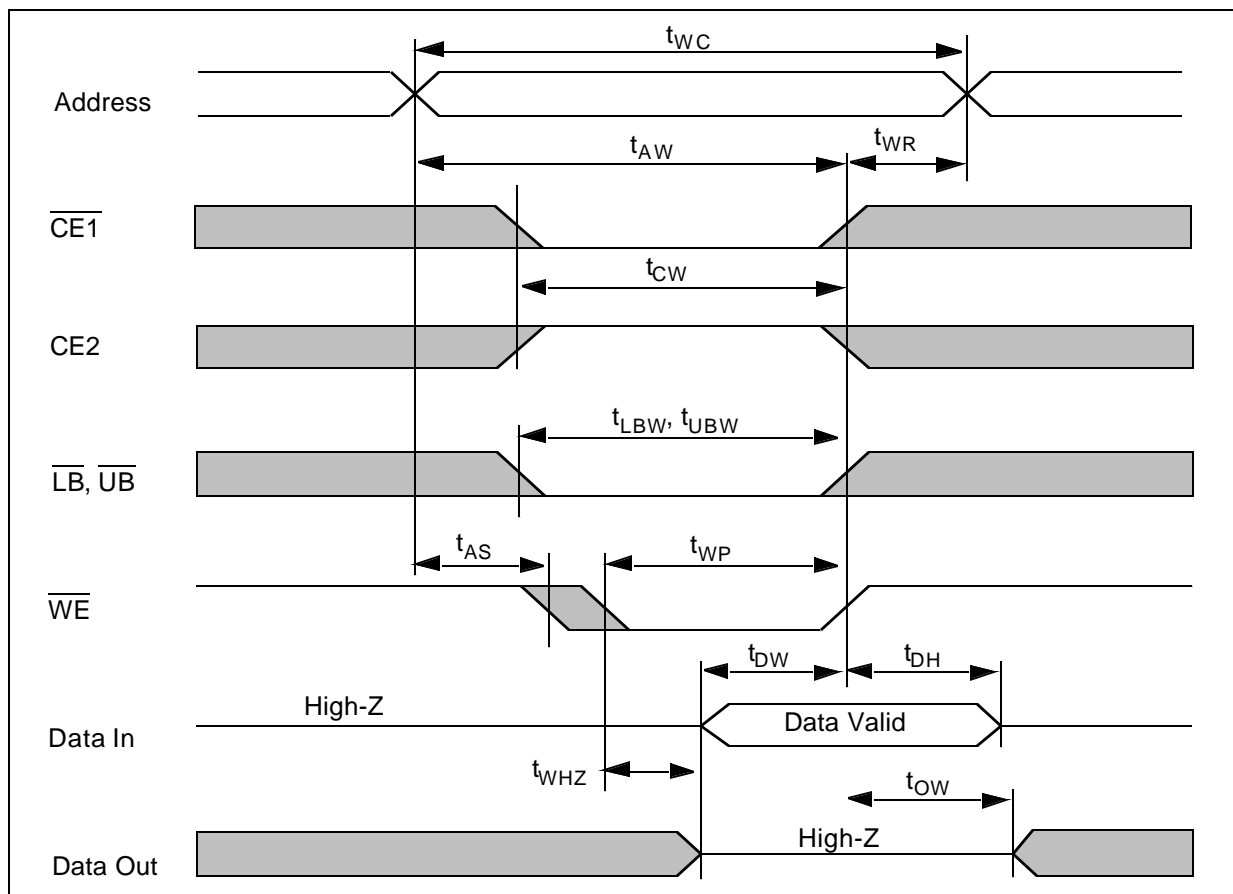 tWC
Address
tAW
tWR
CE1
tCW
CE2
tLBW, tUBW
LB, UB
tAS
tWP
WE
tDW
tDH
High-Z
Data Valid
Data In
tWHZ
tOW
High-Z
Data Out